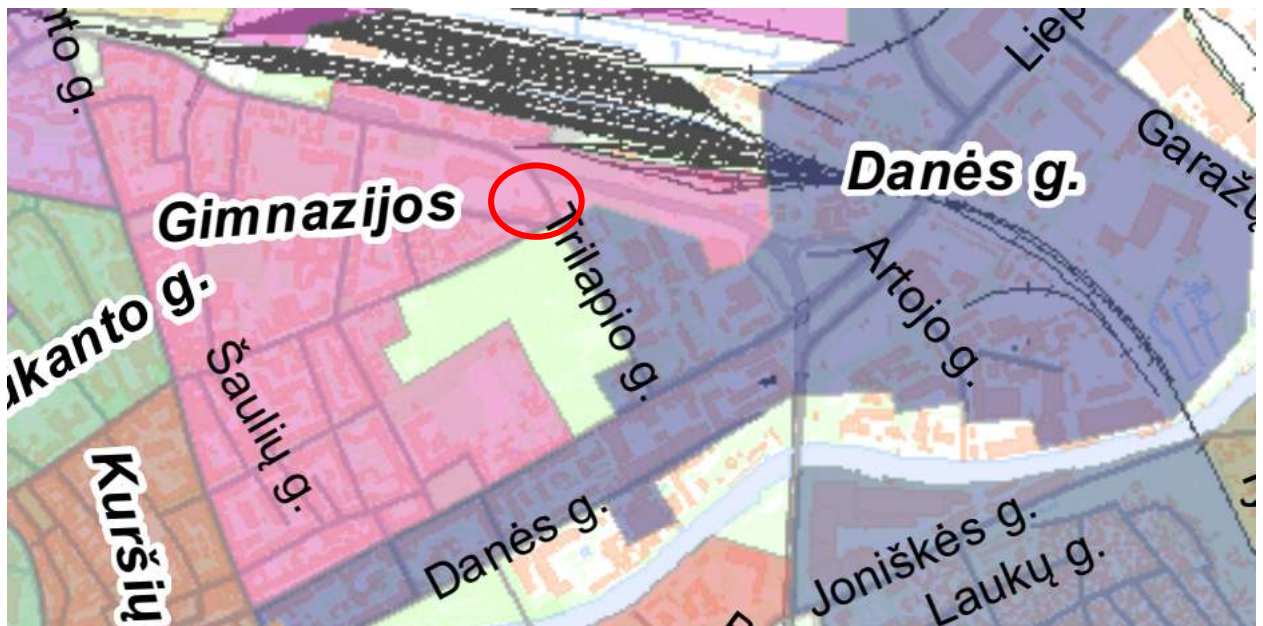 nto g.
Liep
Garažų
Danės g.
Gimnazijos
Trilapio g.
Artojo g.
ukanto g.
Šaulių g.
Kuršių
Danės g.
Joniškės g.
Laukų g.